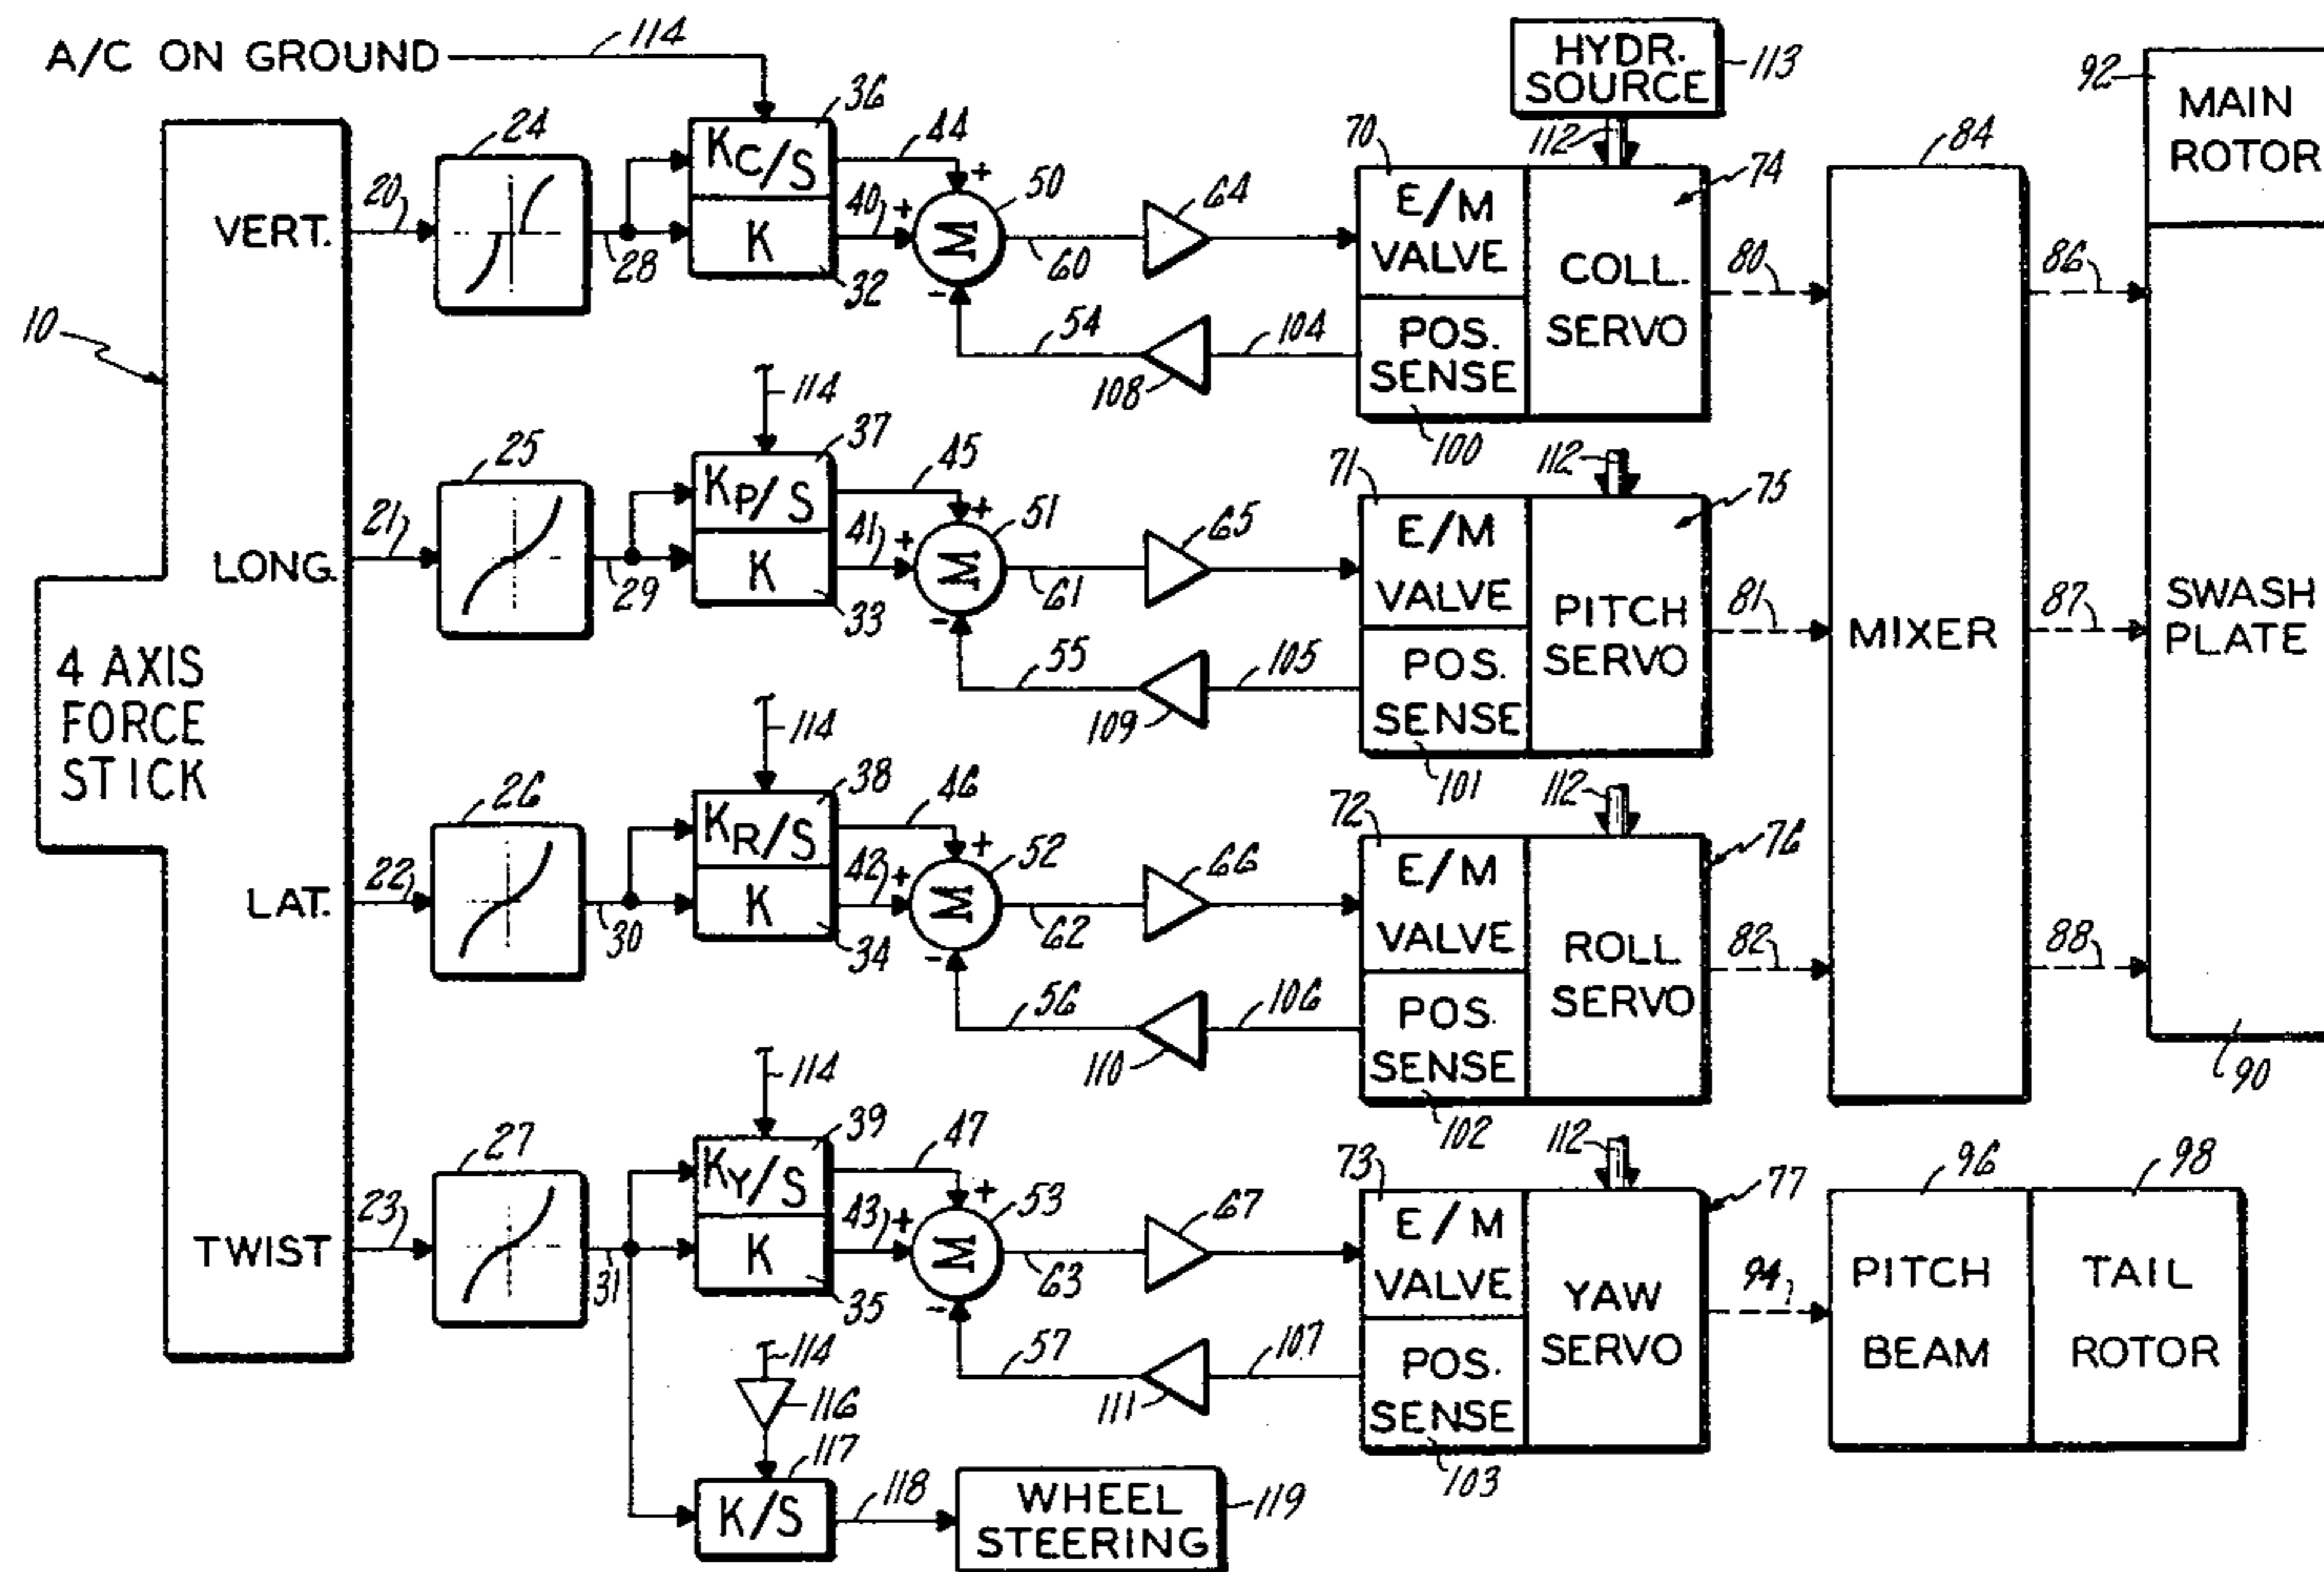 A/C ON GROUND
114
HYDR.
SOURCE
113
112
10
4 AXIS
FORCE
STICK
VERT.
20
24
28
36
KC/S
K
32
44
40
+
+
-
50
Σ
60
64
54
108
104
70
E/M
VALVE
POS.
SENSE
100
COLL.
SERVO
74
80
84
MIXER
86
92
MAIN
ROTOR
LONG.
21
25
29
114
37
KP/S
K
33
45
41
+
+
-
51
Σ
61
65
55
109
105
71
E/M
VALVE
POS.
SENSE
101
112
PITCH
SERVO
75
81
87
SWASH
PLATE
LAT.
22
26
30
114
38
KR/S
K
34
46
42
+
+
-
52
Σ
62
66
56
110
106
72
E/M
VALVE
POS.
SENSE
102
112
ROLL
SERVO
76
82
88
90
TWIST
23
27
31
114
39
KY/S
K
35
47
43
+
+
-
53
Σ
63
67
57
111
107
73
E/M
VALVE
POS.
SENSE
103
112
YAW
SERVO
77
94
96
PITCH
BEAM
98
TAIL
ROTOR
114
116
117
K/S
118
WHEEL
STEERING
119